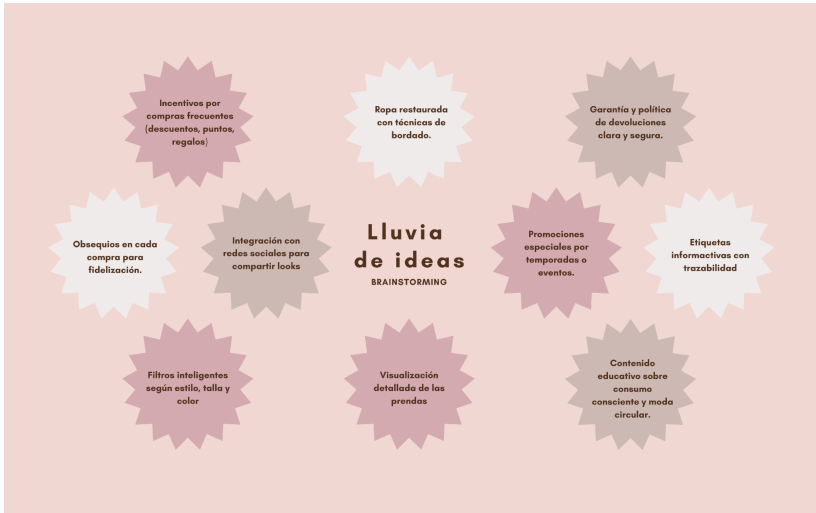 Incentivos por
compras frecuentes
(descuentos, puntos,
regalos)
Ropa restaurada
con técnicas de
bordado.
Garantía y política
de devoluciones
clara y segura.
Obsequios en cada
compra para
fidelización.
Integración con
redes sociales para
compartir looks
Lluvia
de ideas
BRAINSTORMING
Promociones
especiales por
temporadas o
eventos.
Etiquetas
informactivas con
trazabilidad
Filtros inteligentes
según estilo, talla y
color
Visualización
detallada de las
prendas
Contenido
educativo sobre
consumo
consciente y moda
circular.